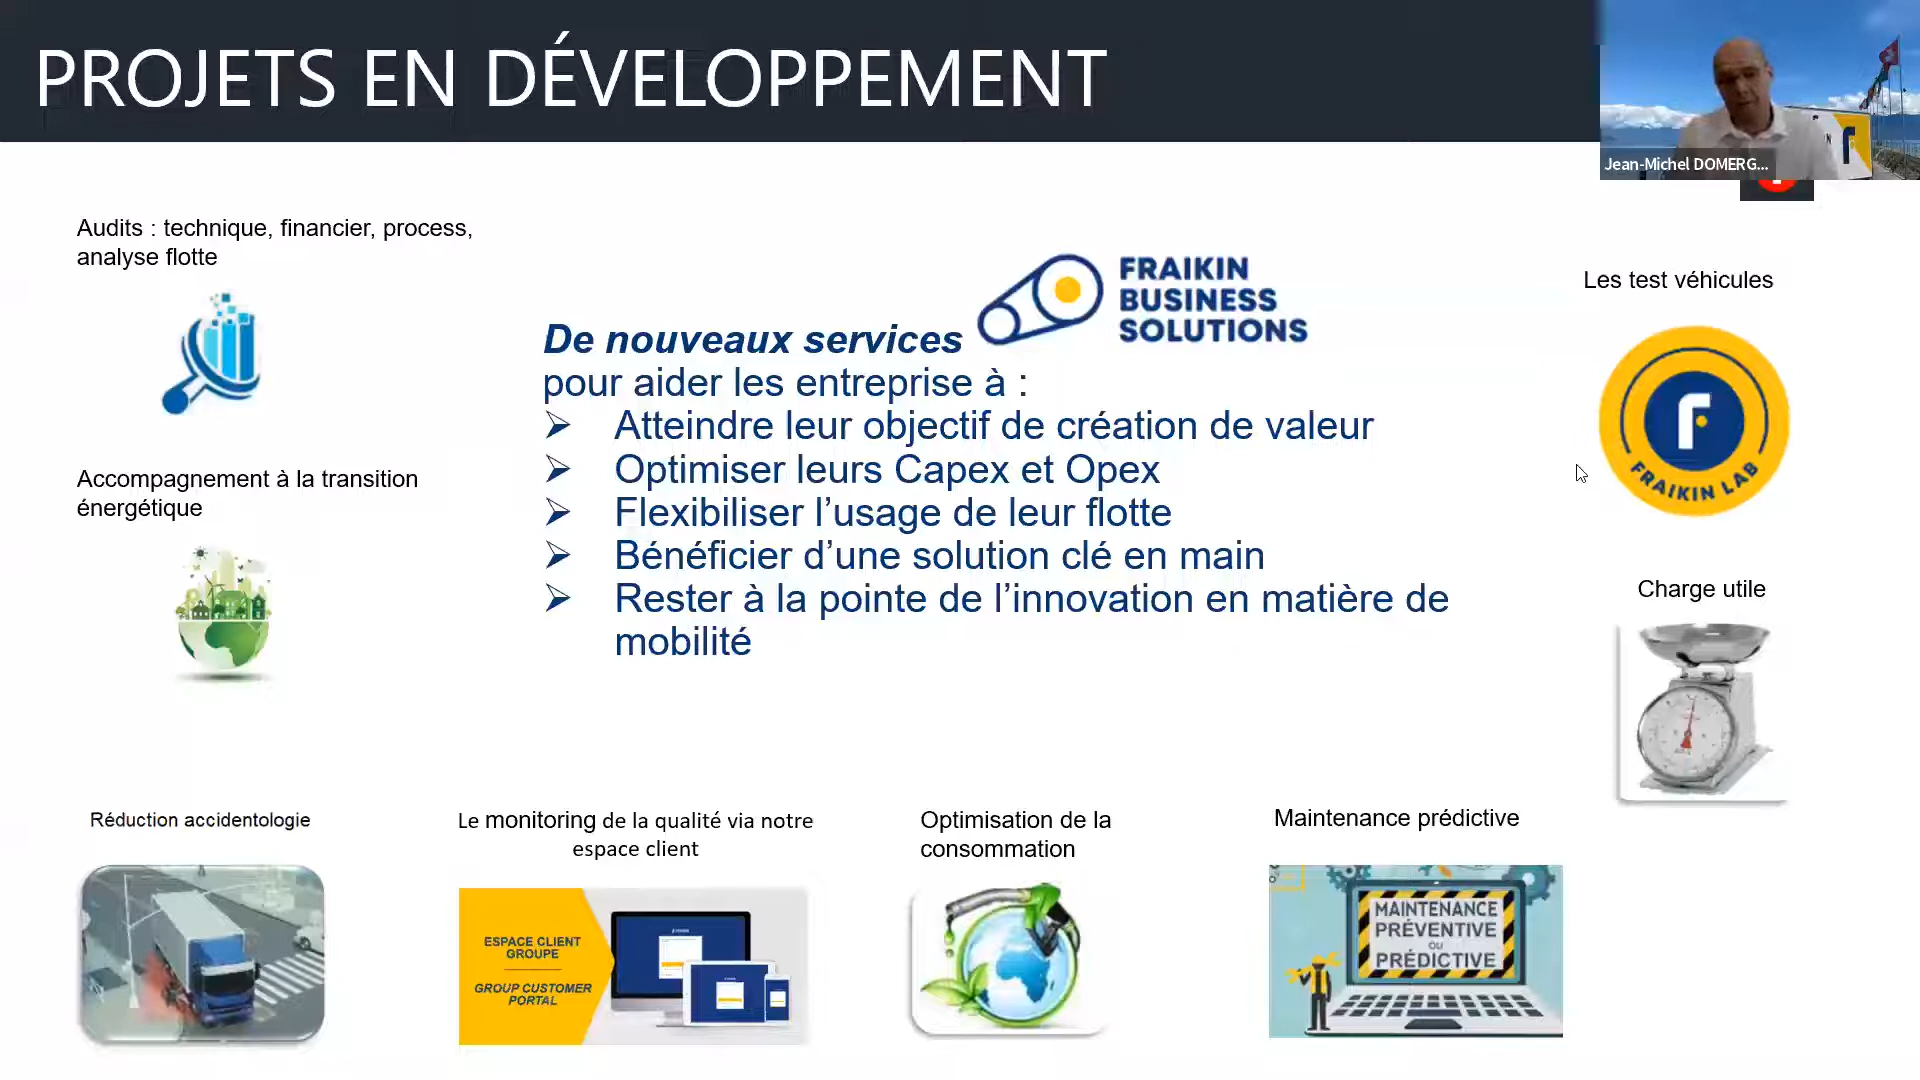 PROJETS EN DÉVELOPPEMENT
Jean-Michel DOMERG...
Audits : technique, financier, process,
analyse flotte
Accompagnement à la transition
énergétique
FRAIKIN
BUSINESS
SOLUTIONS
De nouveaux services
pour aider les entreprise à :
➢ Atteindre leur objectif de création de valeur
➢ Optimiser leurs Capex et Opex
➢ Flexibiliser l’usage de leur flotte
➢ Bénéficier d’une solution clé en main
➢ Rester à la pointe de l’innovation en matière de
mobilité
Les test véhicules
FRAIKIN LAB
Charge utile
Réduction accidentologie
Le monitoring de la qualité via notre
espace client
ESPACE CLIENT
GROUPE
GROUP CUSTOMER
PORTAL
Optimisation de la
consommation
Maintenance prédictive
MAINTENANCE
PRÉVENTIVE
OU
PRÉDICTIVE